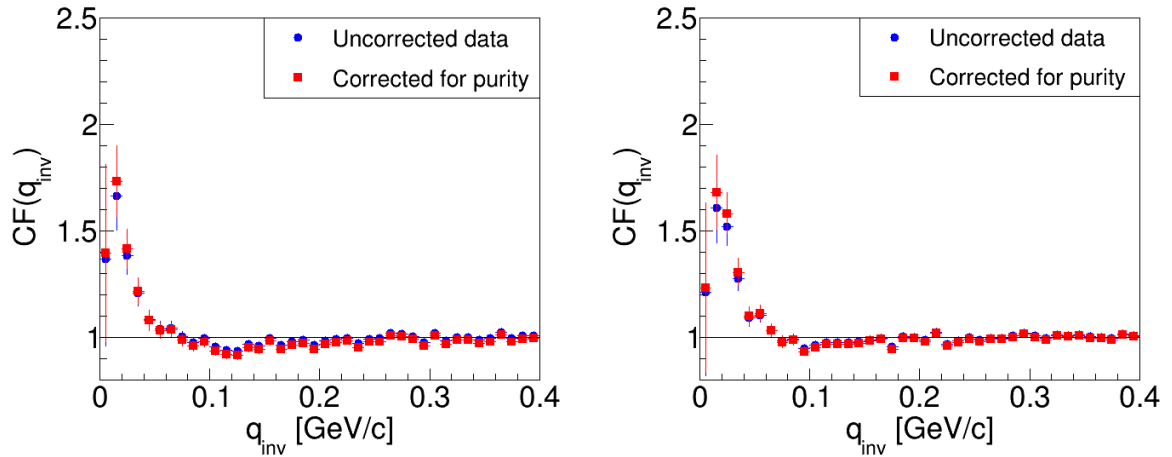 2.5
2
1.5
1
CF(q_inv)
Uncorrected data
Corrected for purity
0 0.1 0.2 0.3 0.4
q_inv [GeV/c]
2.5
2
1.5
1
CF(q_inv)
Uncorrected data
Corrected for purity
0 0.1 0.2 0.3 0.4
q_inv [GeV/c]